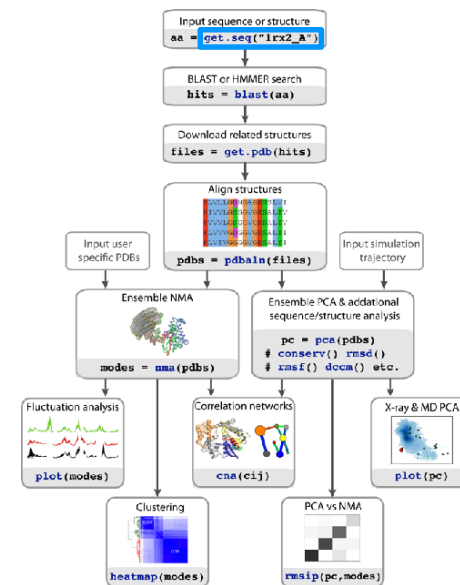 Input sequence or structure
aa = get.seq("1rx2_A")
BLAST or HMMER search
hits = blast(aa)
Download related structures
files = get.pdb(hits)
Align structures
pdbs = pdbaln(files)
Input user
specific PDBs
Input simulation
trajectory
Ensemble NMA
modes = nma(pdbs)
Ensemble PCA & addational
sequence/structure analysis
pc = pca(pdbs)
# conserv() rmsd()
# rmsf() dccm() etc.
Fluctuation analysis
plot(modes)
Correlation networks
cna(cij)
X-ray & MD PCA
plot(pc)
Clustering
heatmap(modes)
PCA vs NMA
rmsip(pc,modes)